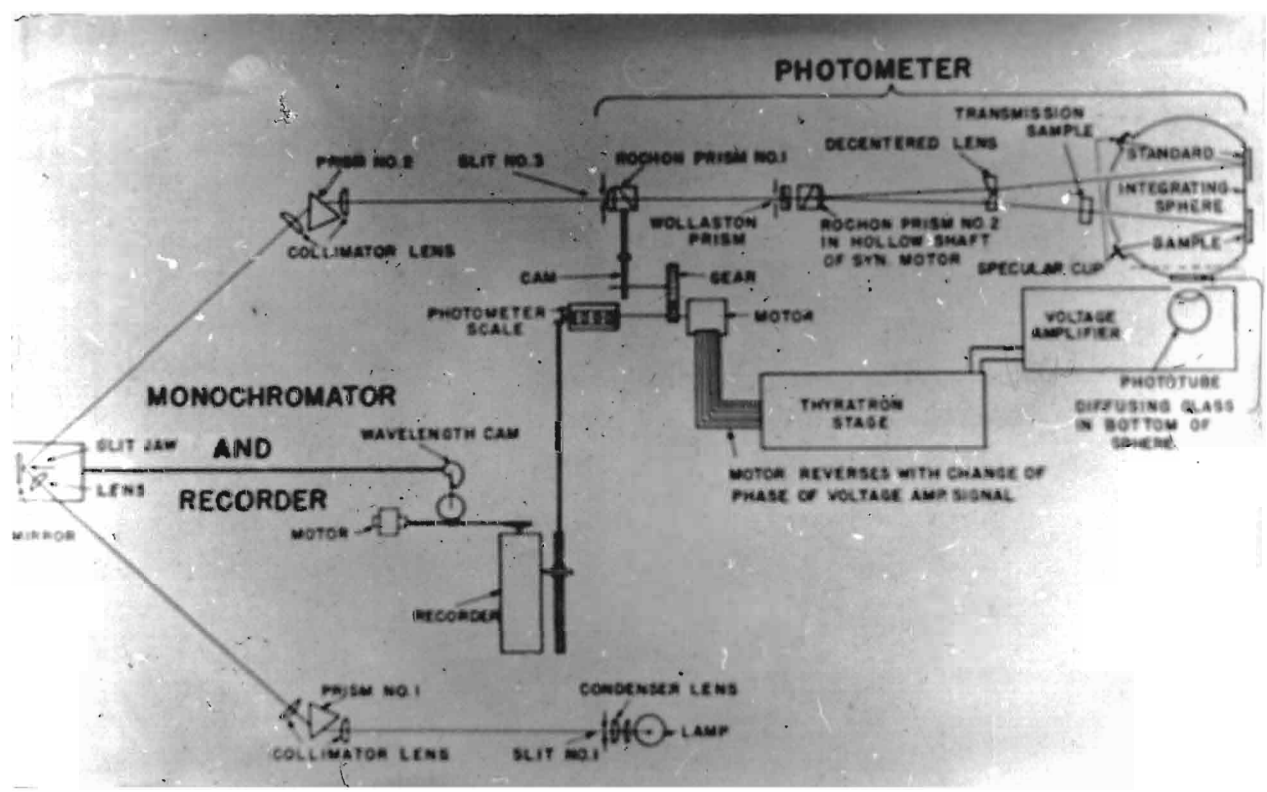 PHOTOMETER
TRANSMISSION
SAMPLE
DECENTERED LENS
STANDARD
PRISM NO.2
SLIT NO.3
ROCHON PRISM NO.1
INTEGRATING
SPHERE
WOLLASTON
PRISM
ROCHON PRISM NO.2
IN HOLLOW SHAFT
OF SYN. MOTOR
SAMPLE
COLLIMATOR LENS
SPECULAR CUP
CAM
GEAR
PHOTOMETER
SCALE
MOTOR
VOLTAGE
AMPLIFIER
PHOTOTUBE
MONOCHROMATOR
AND
RECORDER
THYRATRON
STAGE
DIFFUSING GLASS
IN BOTTOM OF
SPHERE
WAVELENGTH CAM
SLIT JAW
LENS
MOTOR REVERSES WITH CHANGE OF
PHASE OF VOLTAGE AMP. SIGNAL
MIRROR
MOTOR
RECORDER
PRISM NO.1
CONDENSER LENS
LAMP
COLLIMATOR LENS
SLIT NO.1